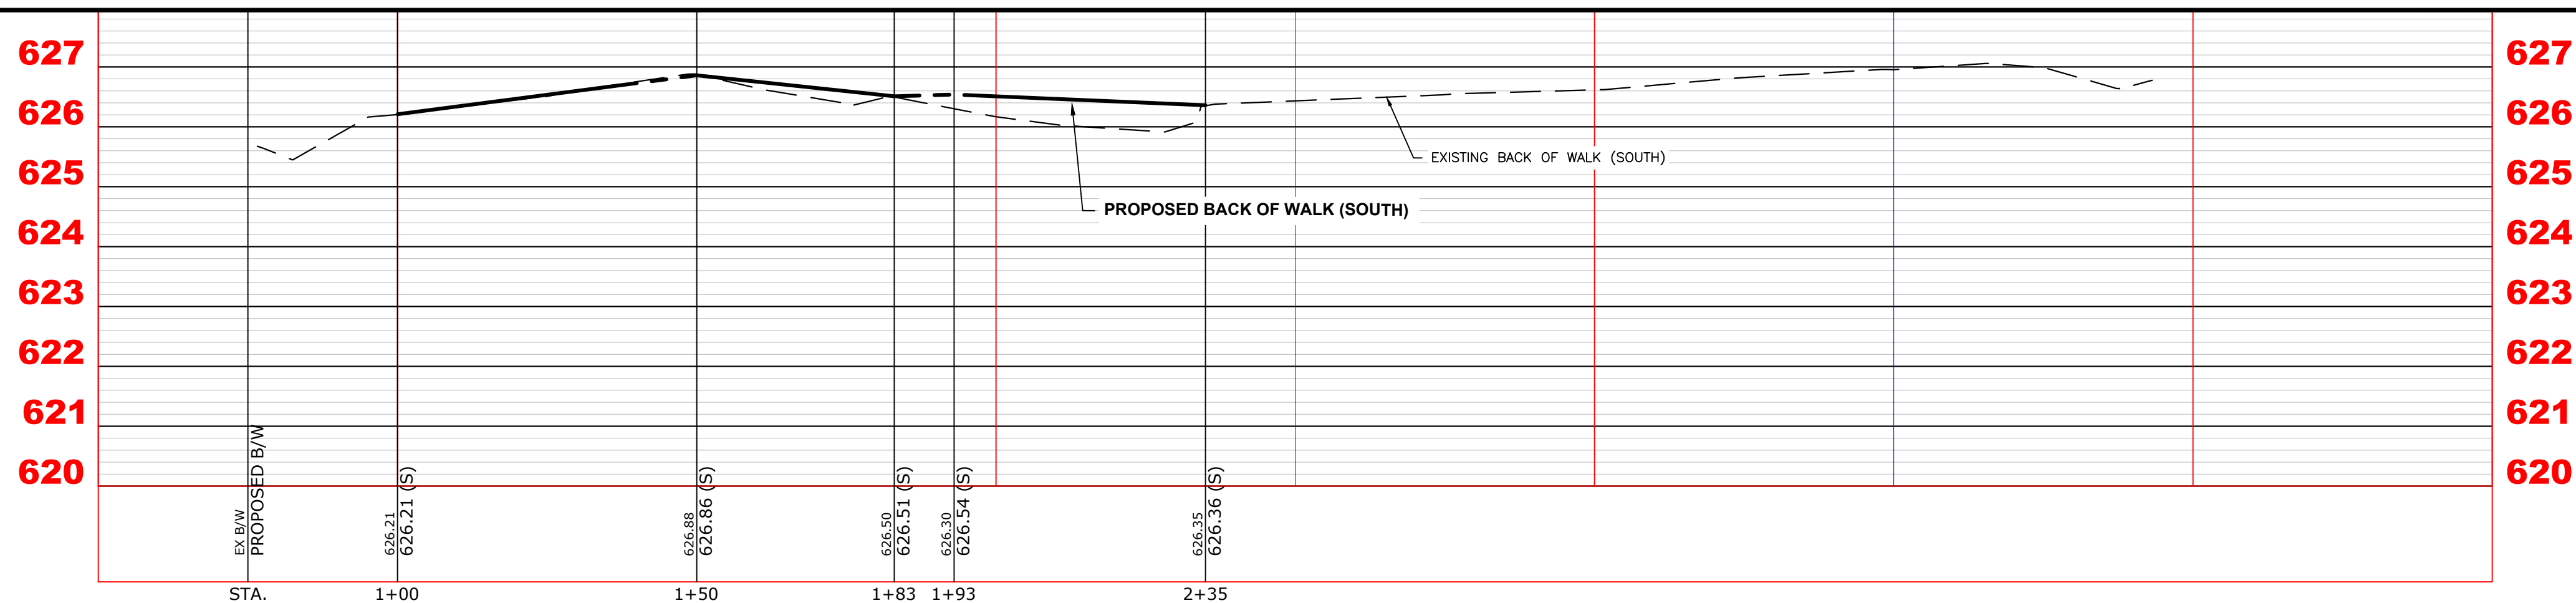 627
627
626
626
EXISTING BACK OF WALK (SOUTH)
625
625
PROPOSED BACK OF WALK (SOUTH)
624
624
623
623
622
622
621
621
620
620
EX B/W
PROPOSED B/W
626.21
626.21 (S)
626.88
626.86 (S)
626.50
626.51 (S)
626.30
626.54 (S)
626.35
626.36 (S)
STA.
1+00
1+50
1+83
1+93
2+35